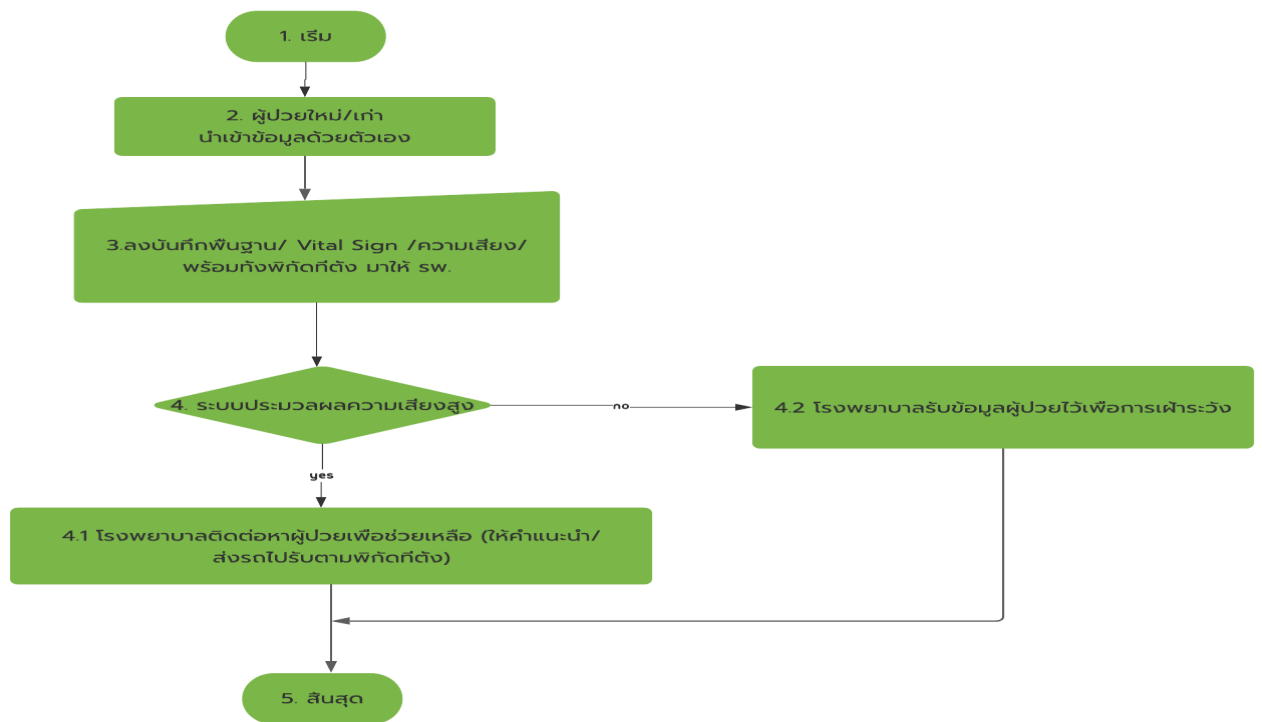 1. เริ่ม
2. ผู้ป่วยใหม่/เก่า
นำเข้าข้อมูลด้วยตัวเอง
3.ลงบันทึกพื้นฐาน/ Vital Sign /ความเสี่ยง/
พร้อมทั้งพิกัดที่ตั้ง มาให้ รพ.
4. ระบบประมวลผลความเสี่ยงสูง
no
4.2 โรงพยาบาลรับข้อมูลผู้ป่วยไว้เพื่อการเฝ้าระวัง
yes
4.1 โรงพยาบาลติดต่อหาผู้ป่วยเพื่อช่วยเหลือ (ให้คำแนะนำ/
ส่งรถไปรับตามพิกัดที่ตั้ง)
5. สิ้นสุด